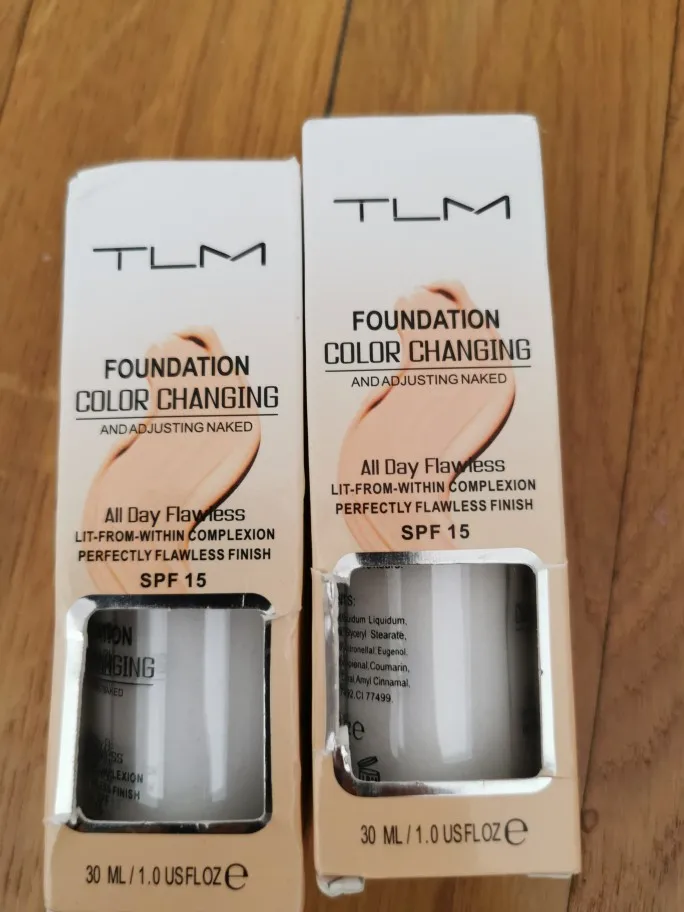 TLM
FOUNDATION
COLOR CHANGING
AND ADJUSTING NAKED
All Day Flawless
LIT-FROM-WITHIN COMPLEXION
PERFECTLY FLAWLESS FINISH
SPF 15
NAKED
FINISH
30 ML / 1.0 US FL OZ e
TLM
FOUNDATION
COLOR CHANGING
AND ADJUSTING NAKED
All Day Flawless
LIT-FROM-WITHIN COMPLEXION
PERFECTLY FLAWLESS FINISH
SPF 15
Liquidum,
Glyceryl Stearate,
Eugenol,
Coumarin,
Amyl Cinnamal,
CI 77499.
e
30 ML / 1.0 US FL OZ e